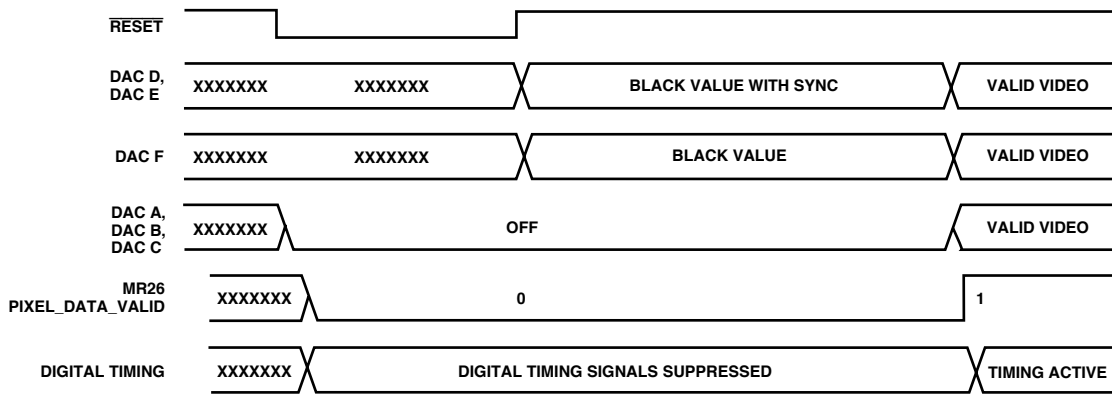 RESET
DAC D,
DAC E
XXXXXXX XXXXXXX BLACK VALUE WITH SYNC VALID VIDEO
DAC F XXXXXXX XXXXXXX BLACK VALUE VALID VIDEO
DAC A,
DAC B,
DAC C
XXXXXXX OFF VALID VIDEO
MR26
PIXEL_DATA_VALID
XXXXXXX 0 1
DIGITAL TIMING XXXXXXX DIGITAL TIMING SIGNALS SUPPRESSED TIMING ACTIVE